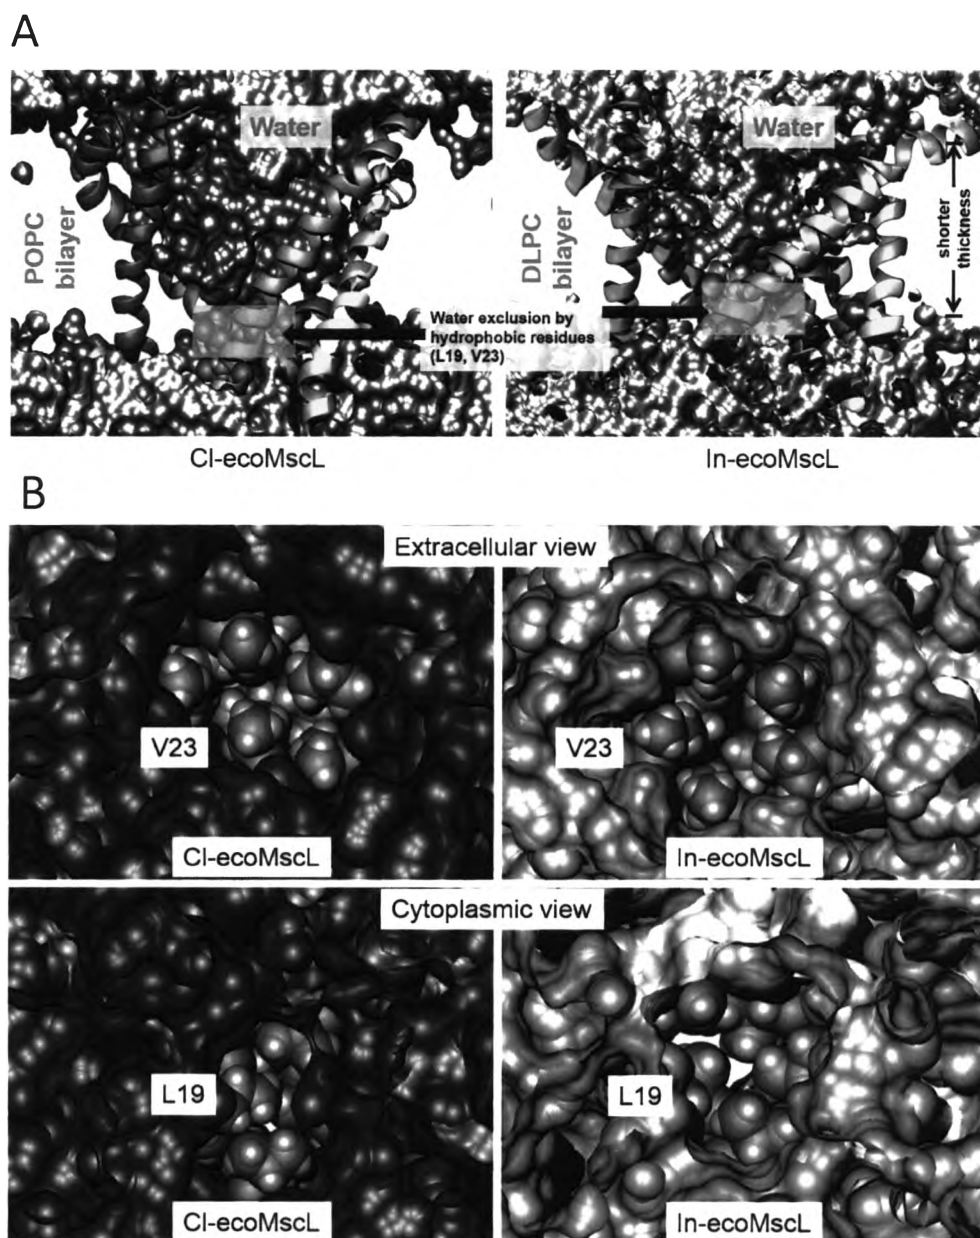 A
Water
POPC
bilayer
Water exclusion by
hydrophobic residues
(L19, V23)
Cl-ecoMscL
Water
DLPC
bilayer
shorter
thickness
In-ecoMscL
B
Extracellular view
V23
Cl-ecoMscL
V23
In-ecoMscL
Cytoplasmic view
L19
Cl-ecoMscL
L19
In-ecoMscL